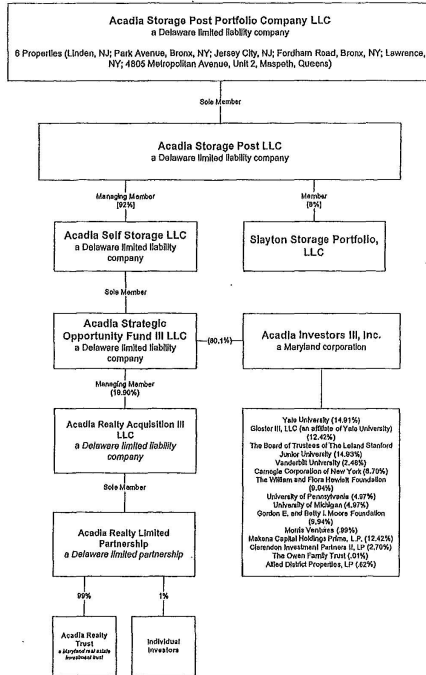 Acadia Storage Post Portfolio Company LLC
a Delaware limited liability company
6 Properties (Linden, NJ; Park Avenue, Bronx, NY; Jersey City, NJ; Fordham Road, Bronx, NY; Lawrence,
NY; 4805 Metropolitan Avenue, Unit 2, Maspeth, Queens)
Sole Member
Acadia Storage Post LLC
a Delaware limited liability company
Managing Member
(92%)
Member
(8%)
Acadia Self Storage LLC
a Delaware limited liability
company
Slayton Storage Portfolio,
LLC
Sole Member
Acadia Strategic
Opportunity Fund III LLC
a Delaware limited liability
company
(80.1%)
Acadia Investors III, Inc.
a Maryland corporation
Managing Member
(19.90%)
Acadia Realty Acquisition III
LLC
a Delaware limited liability
company
Yale University (14.91%)
Gloster III, LLC (an affiliate of Yale University)
(12.42%)
The Board of Trustees of The Leland Stanford
Junior University (14.93%)
Vanderbilt University (2.48%)
Carnegie Corporation of New York (8.70%)
The William and Flora Hewlett Foundation
(9.94%)
University of Pennsylvania (4.97%)
University of Michigan (4.97%)
Gordon E. and Betty I. Moore Foundation
(9.94%)
Morris Ventures (.99%)
Makena Capital Holdings Prime, L.P. (12.42%)
Clarendon Investment Partners II, LP (2.70%)
The Owen Family Trust (.01%)
Allied District Properties, LP (.62%)
Sole Member
Acadia Realty Limited
Partnership
a Delaware limited partnership
99%
1%
Acadia Realty
Trust
a Maryland real estate
investment trust
Individual
Investors